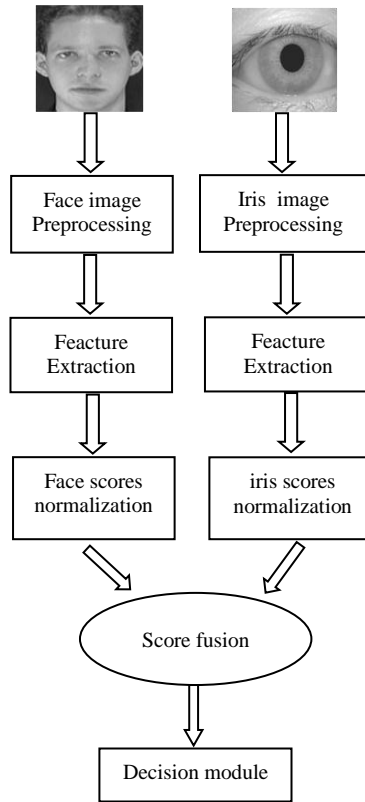 Face image
Preprocessing
Iris image
Preprocessing
Feacture
Extraction
Feacture
Extraction
Face scores
normalization
iris scores
normalization
Score fusion
Decision module